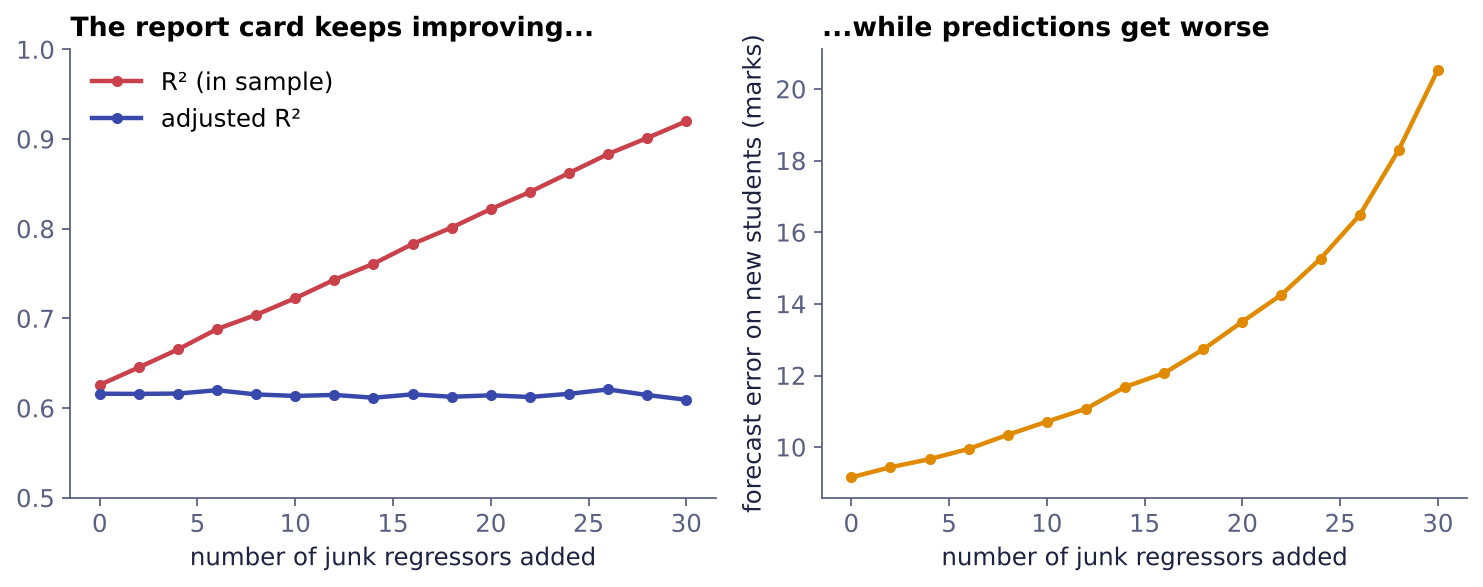 The report card keeps improving...
1.0
0.9
0.8
0.7
0.6
0.5
R² (in sample)
adjusted R²
0 5 10 15 20 25 30
number of junk regressors added
...while predictions get worse
forecast error on new students (marks)
20
18
16
14
12
10
0 5 10 15 20 25 30
number of junk regressors added